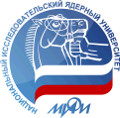 НАЦИОНАЛЬНЫЙ ИССЛЕДОВАТЕЛЬСКИЙ ЯДЕРНЫЙ УНИВЕРСИТЕТ
МИФИ